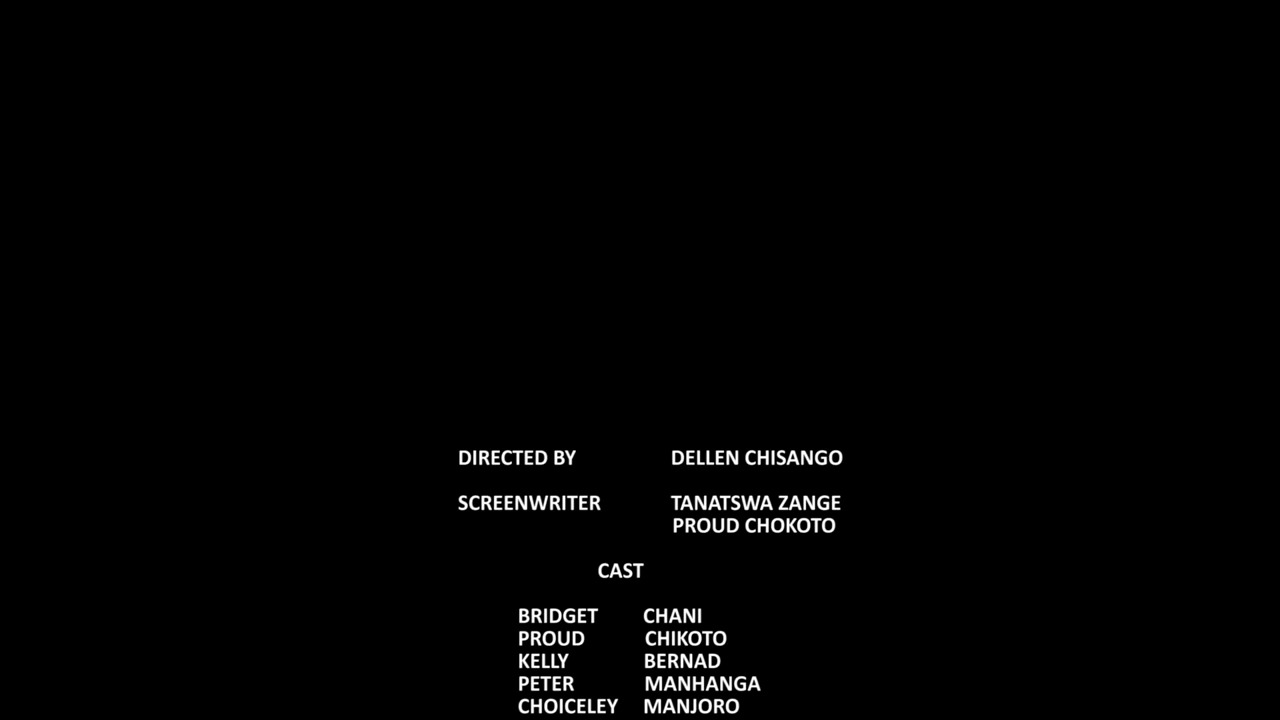 DIRECTED BY DELLEN CHISANGO
SCREENWRITER TANATSWA ZANGE
PROUD CHOKOTO
CAST
BRIDGET CHANI
PROUD CHIKOTO
KELLY BERNAD
PETER MANHANGA
CHOICELEY MANJORO